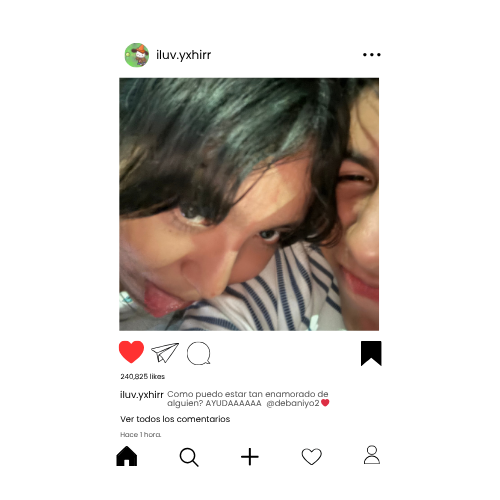 iluv.yxhirr
240,825 likes
iluv.yxhirr Como puedo estar tan enamorado de
alguien? AYUDAAAAAA @debaniyo2❤️
Ver todos los comentarios
Hace 1 hora.